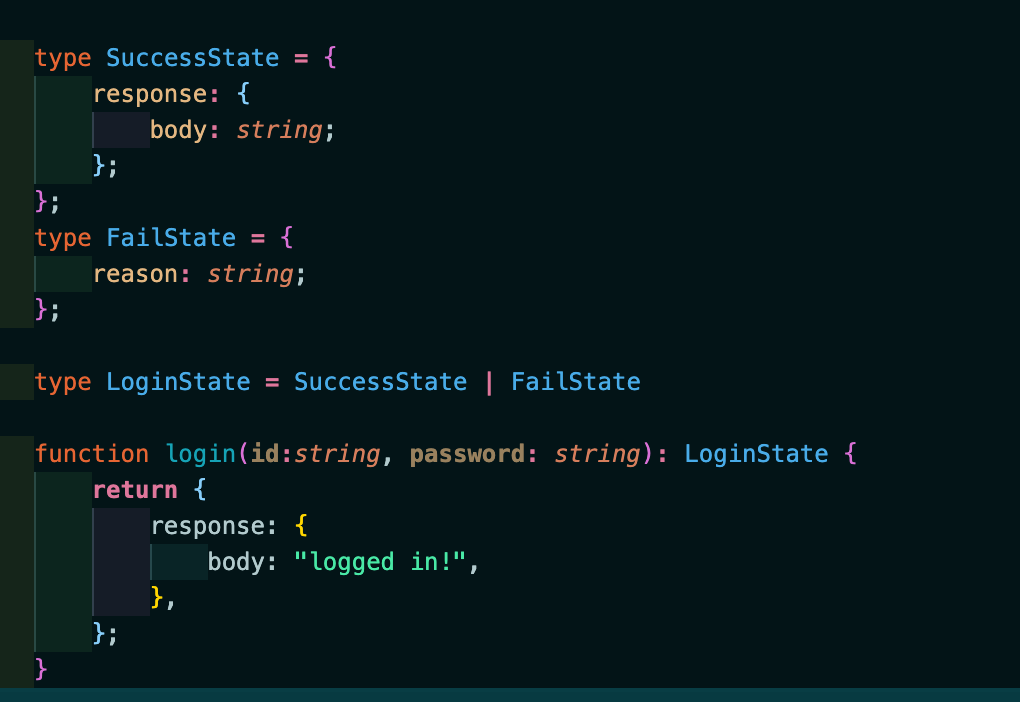 type SuccessState = {
response: {
body: string;
};
};
type FailState = {
reason: string;
};
type LoginState = SuccessState | FailState
function login(id:string, password: string): LoginState {
return {
response: {
body: "logged in!",
},
};
}